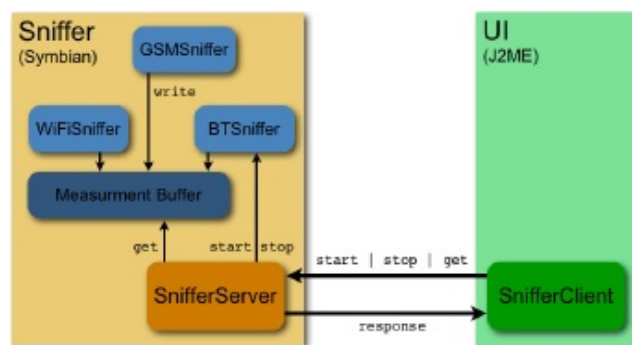 Sniffer
(Symbian)
GSMSniffer
write
WiFiSniffer
BTSniffer
Measurment Buffer
get
start
stop
SnifferServer
UI
(J2ME)
start | stop | get
response
SnifferClient